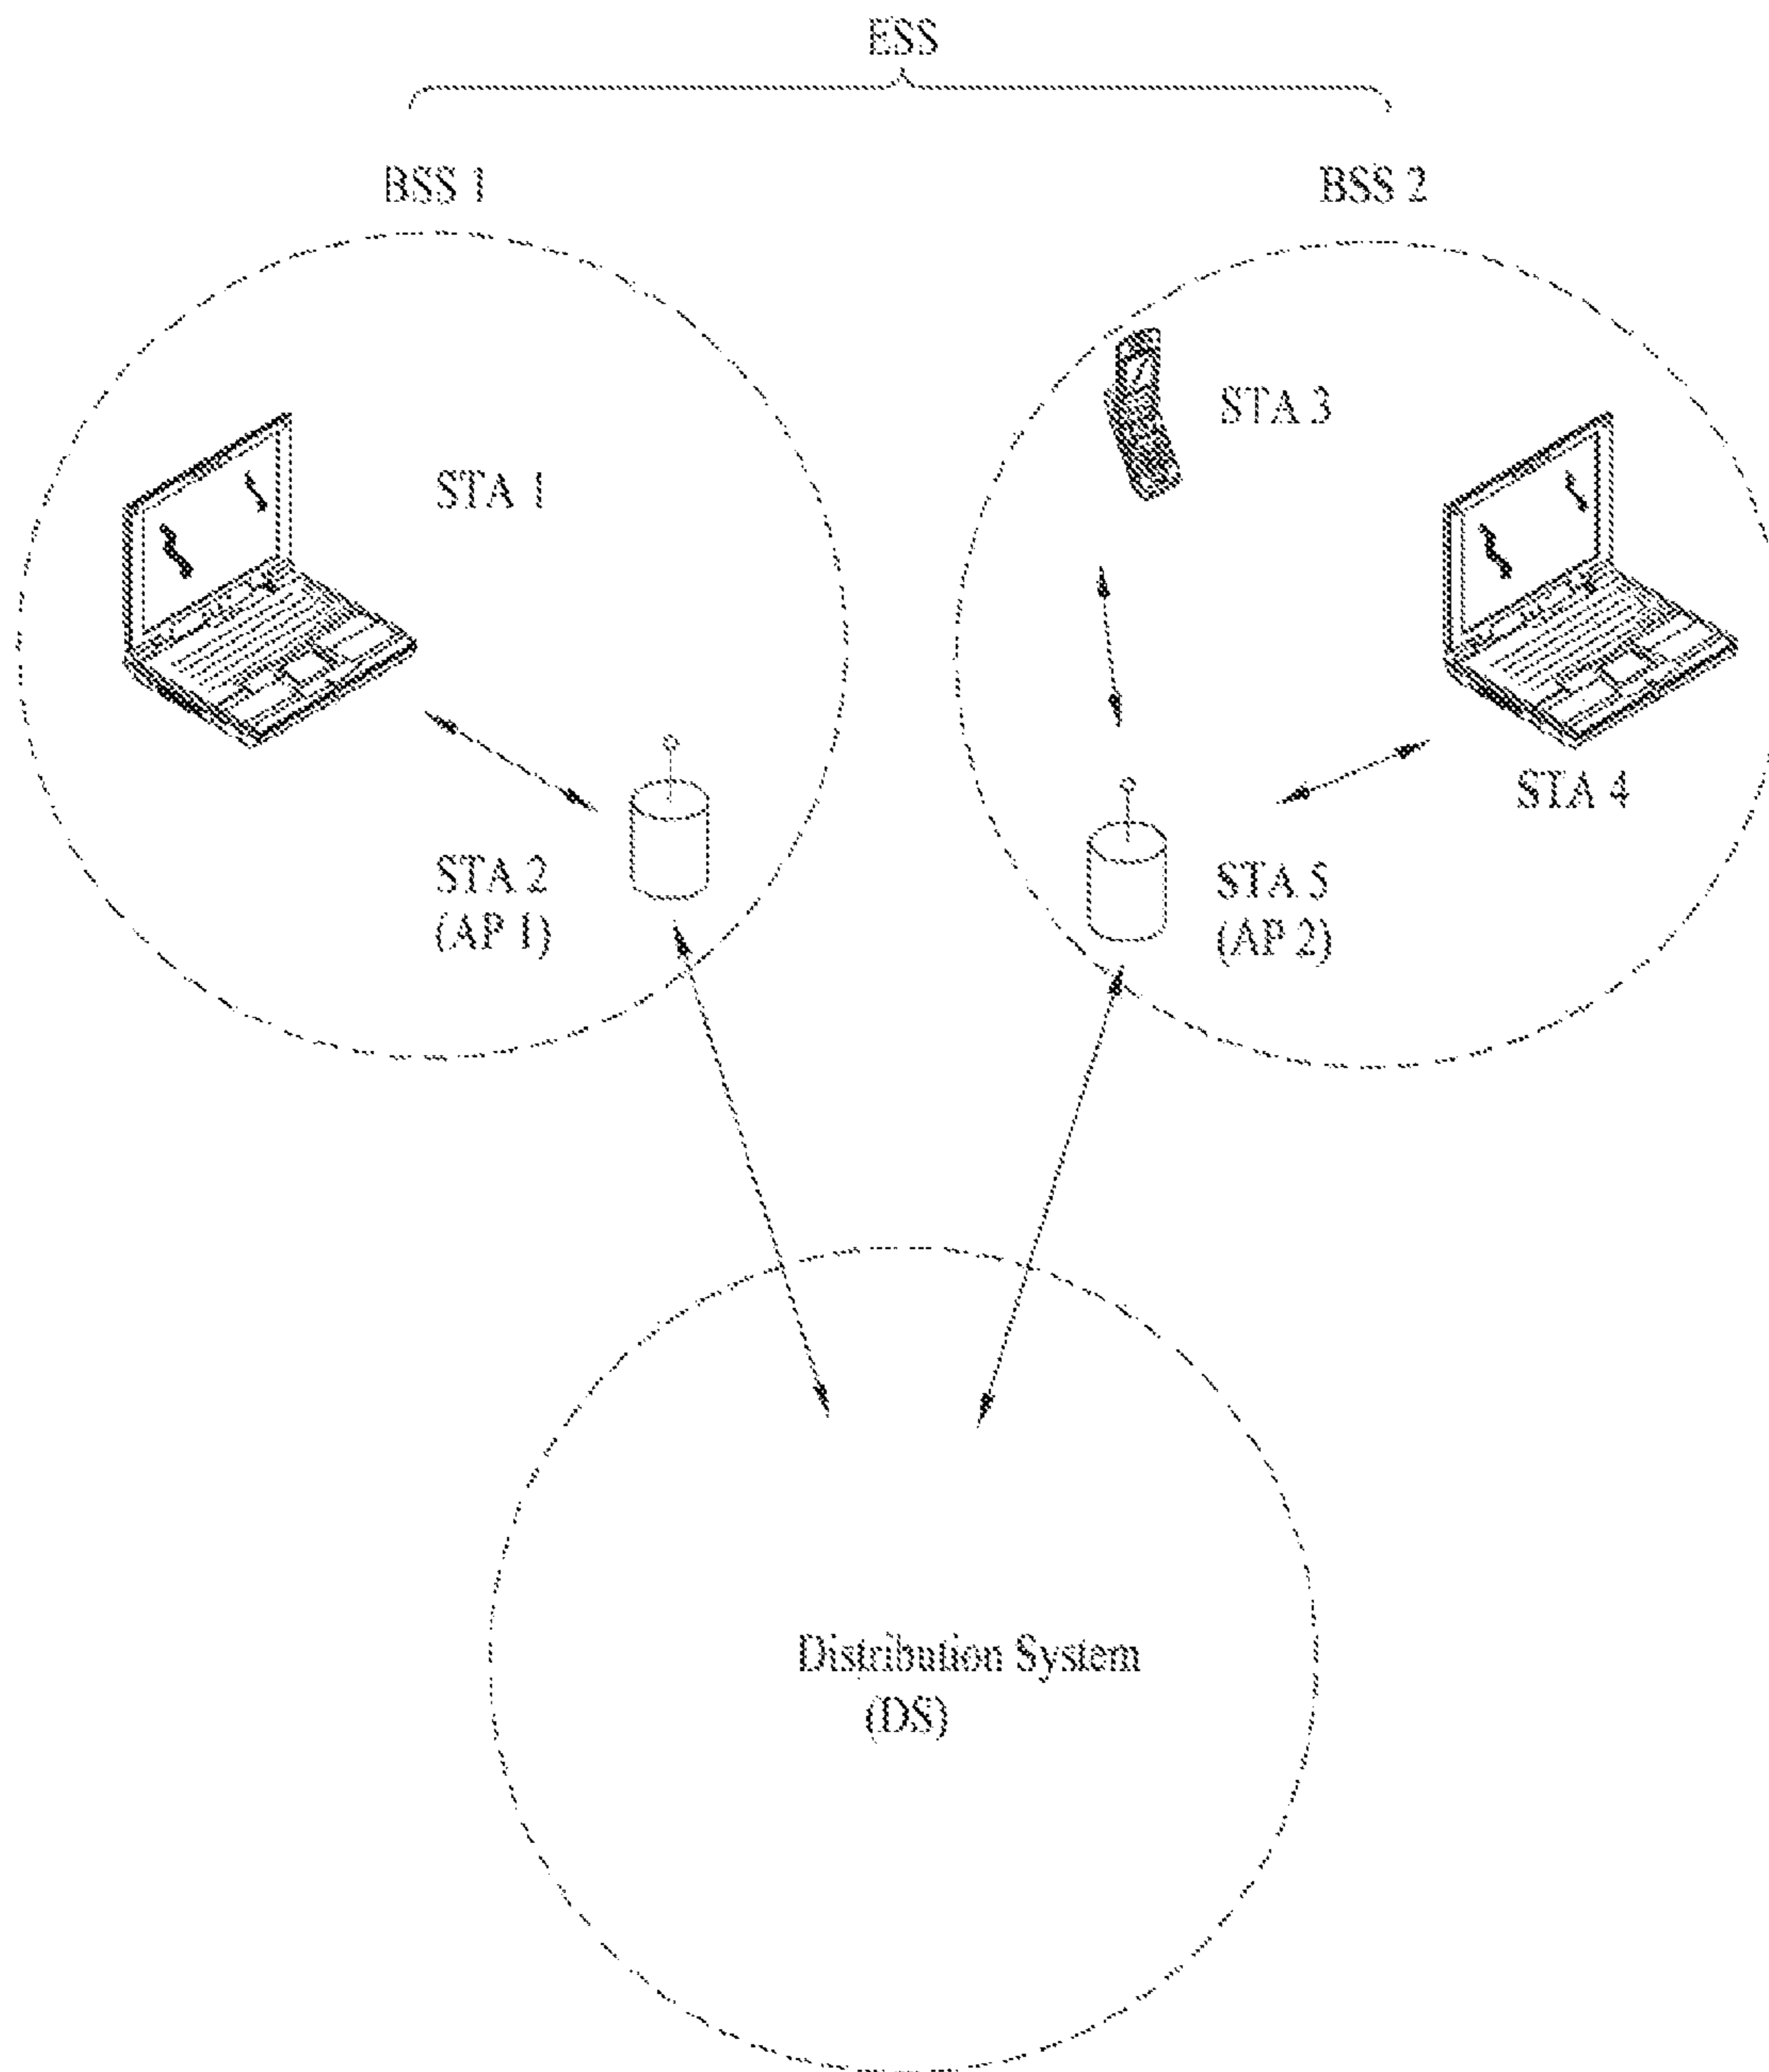 ESS
BSS 1
BSS 2
STA 3
STA 1
STA 4
STA 2
(AP 1)
STA 5
(AP 2)
Distribution System
(DS)